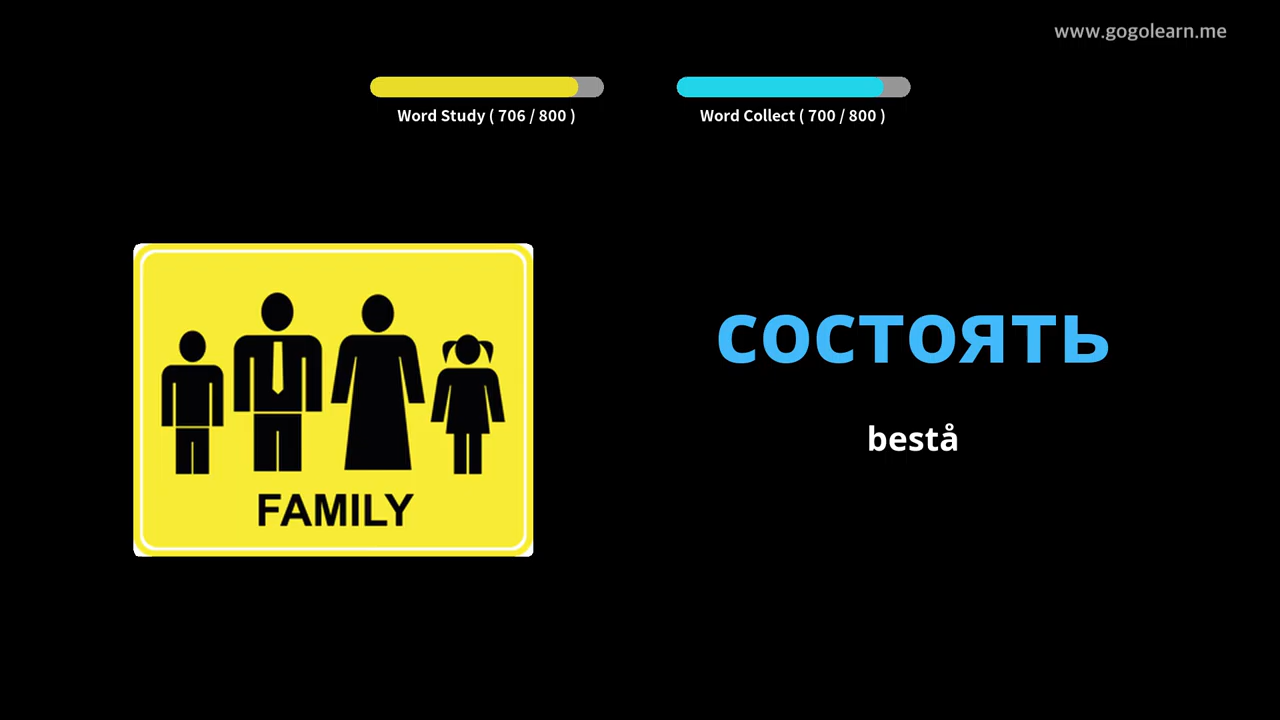 www.gogolearn.me
Word Study ( 706 / 800 )
Word Collect ( 700 / 800 )
FAMILY
состоять
bestå